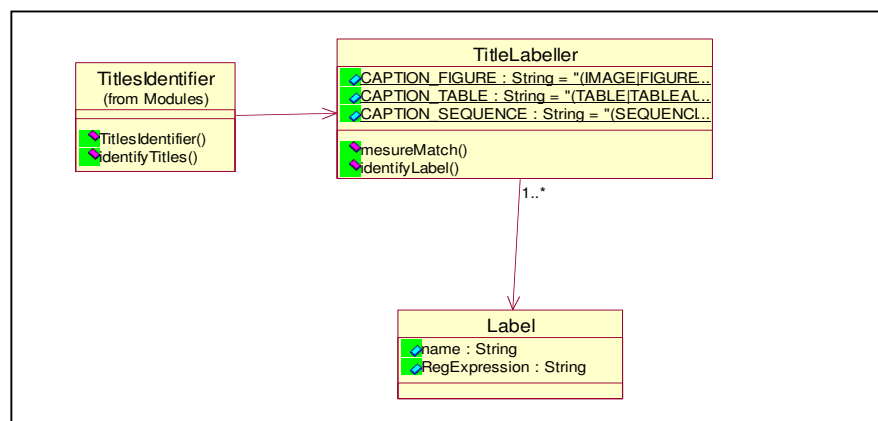 TitlesIdentifier
(from Modules)
TitlesIdentifier()
identifyTitles()
TitleLabeller
CAPTION_FIGURE : String = "(IMAGE|FIGURE...
CAPTION_TABLE : String = "(TABLE|TABLEAU...
CAPTION_SEQUENCE : String = "(SEQUENCI...
mesureMatch()
identifyLabel()
1..*
Label
name : String
RegExpression : String